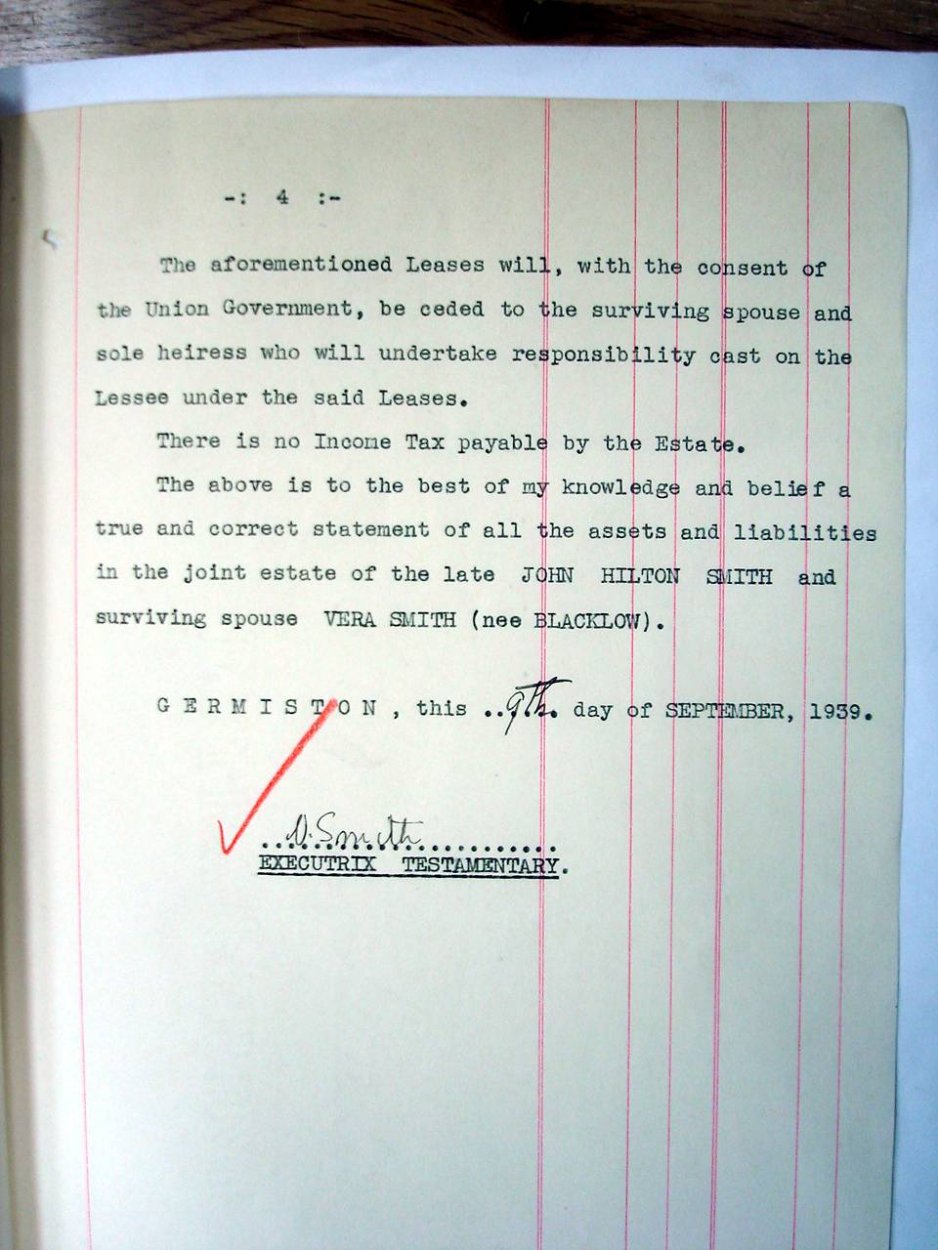 -: 4 :-
The aforementioned Leases will, with the consent of
the Union Government, be ceded to the surviving spouse and
sole heiress who will undertake responsibility cast on the
Lessee under the said Leases.
There is no Income Tax payable by the Estate.
The above is to the best of my knowledge and belief a
true and correct statement of all the assets and liabilities
in the joint estate of the late JOHN HILTON SMITH and
surviving spouse VERA SMITH (nee BLACKLOW).
GERMISTON, this ..9th. day of SEPTEMBER, 1939.
V. Smith
EXECUTRIX TESTAMENTARY.